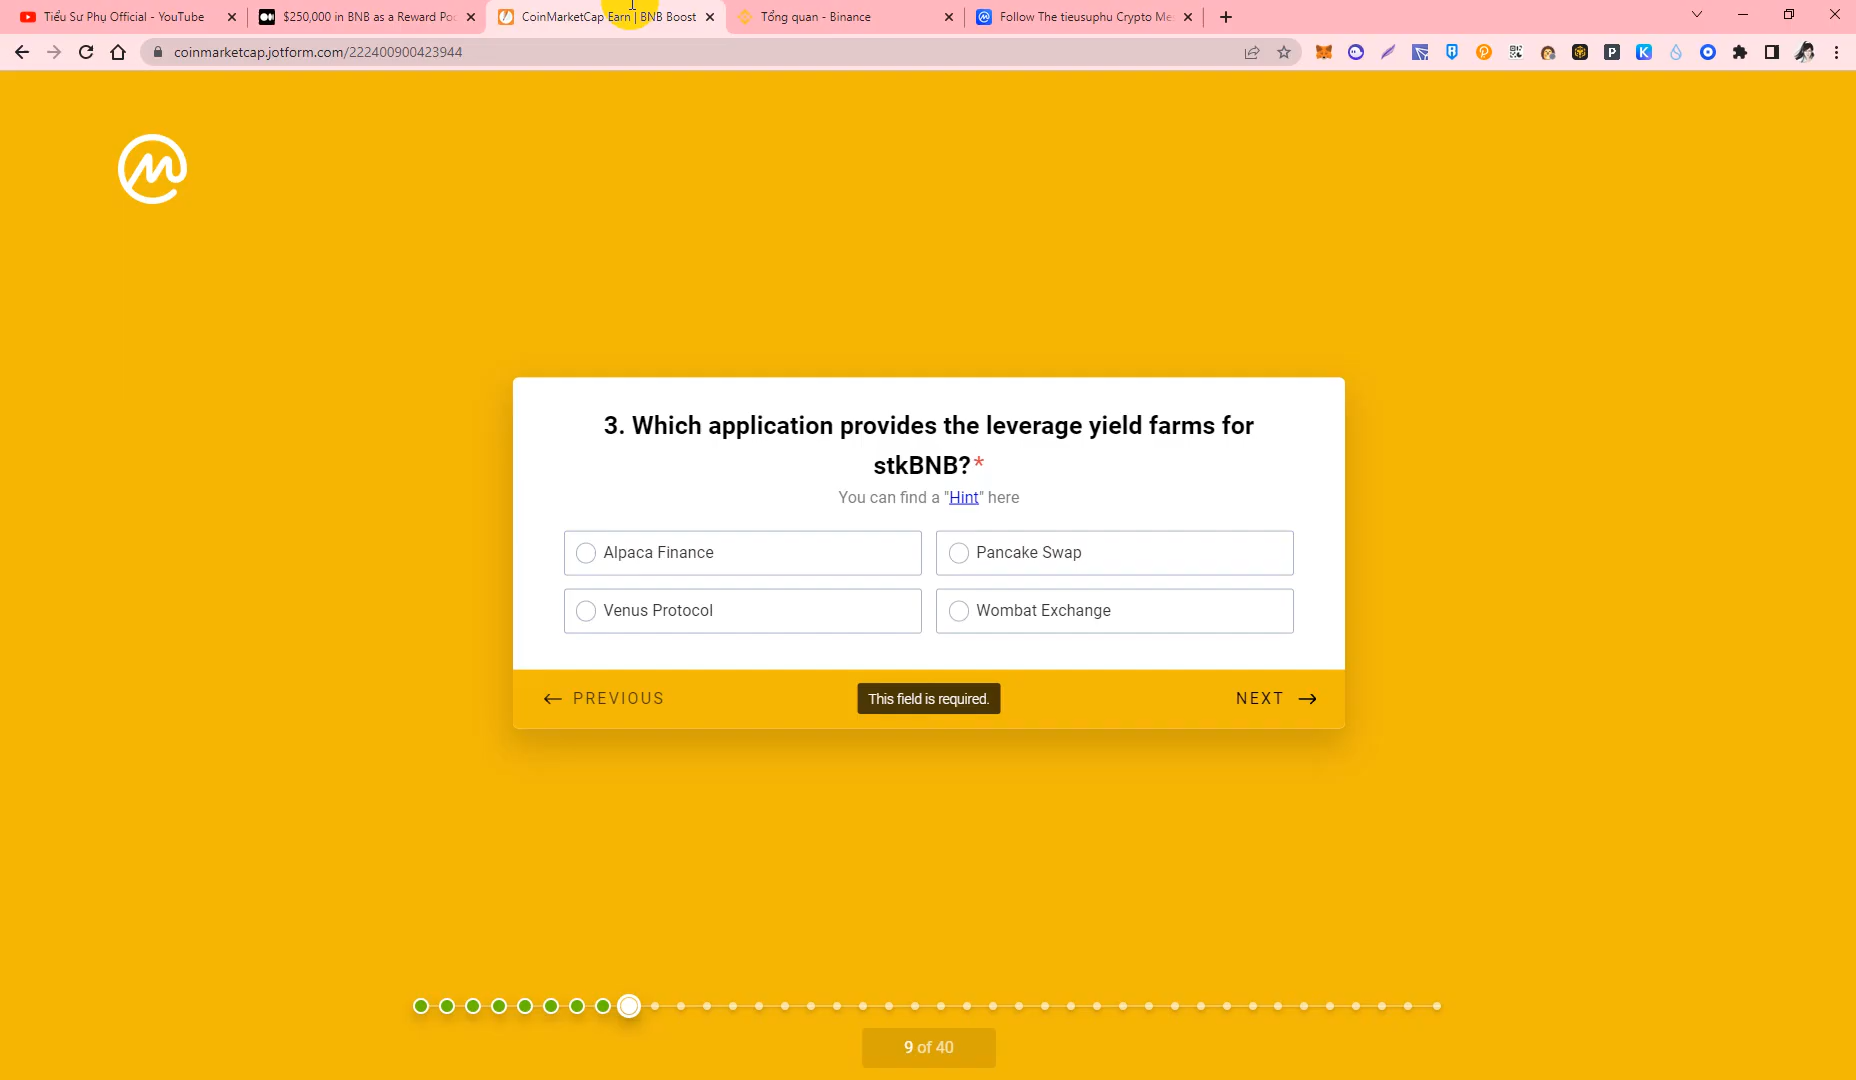 Tiểu Sư Phụ Official - YouTube
$250,000 in BNB as a Reward Poo
CoinMarketCap Earn | BNB Boost
Tổng quan - Binance
Follow The tieusuphu Crypto Me
coinmarketcap.jotform.com/222400900423944
3. Which application provides the leverage yield farms for
stkBNB?*
You can find a "Hint" here
Alpaca Finance
Pancake Swap
Venus Protocol
Wombat Exchange
PREVIOUS
This field is required.
NEXT
9 of 40